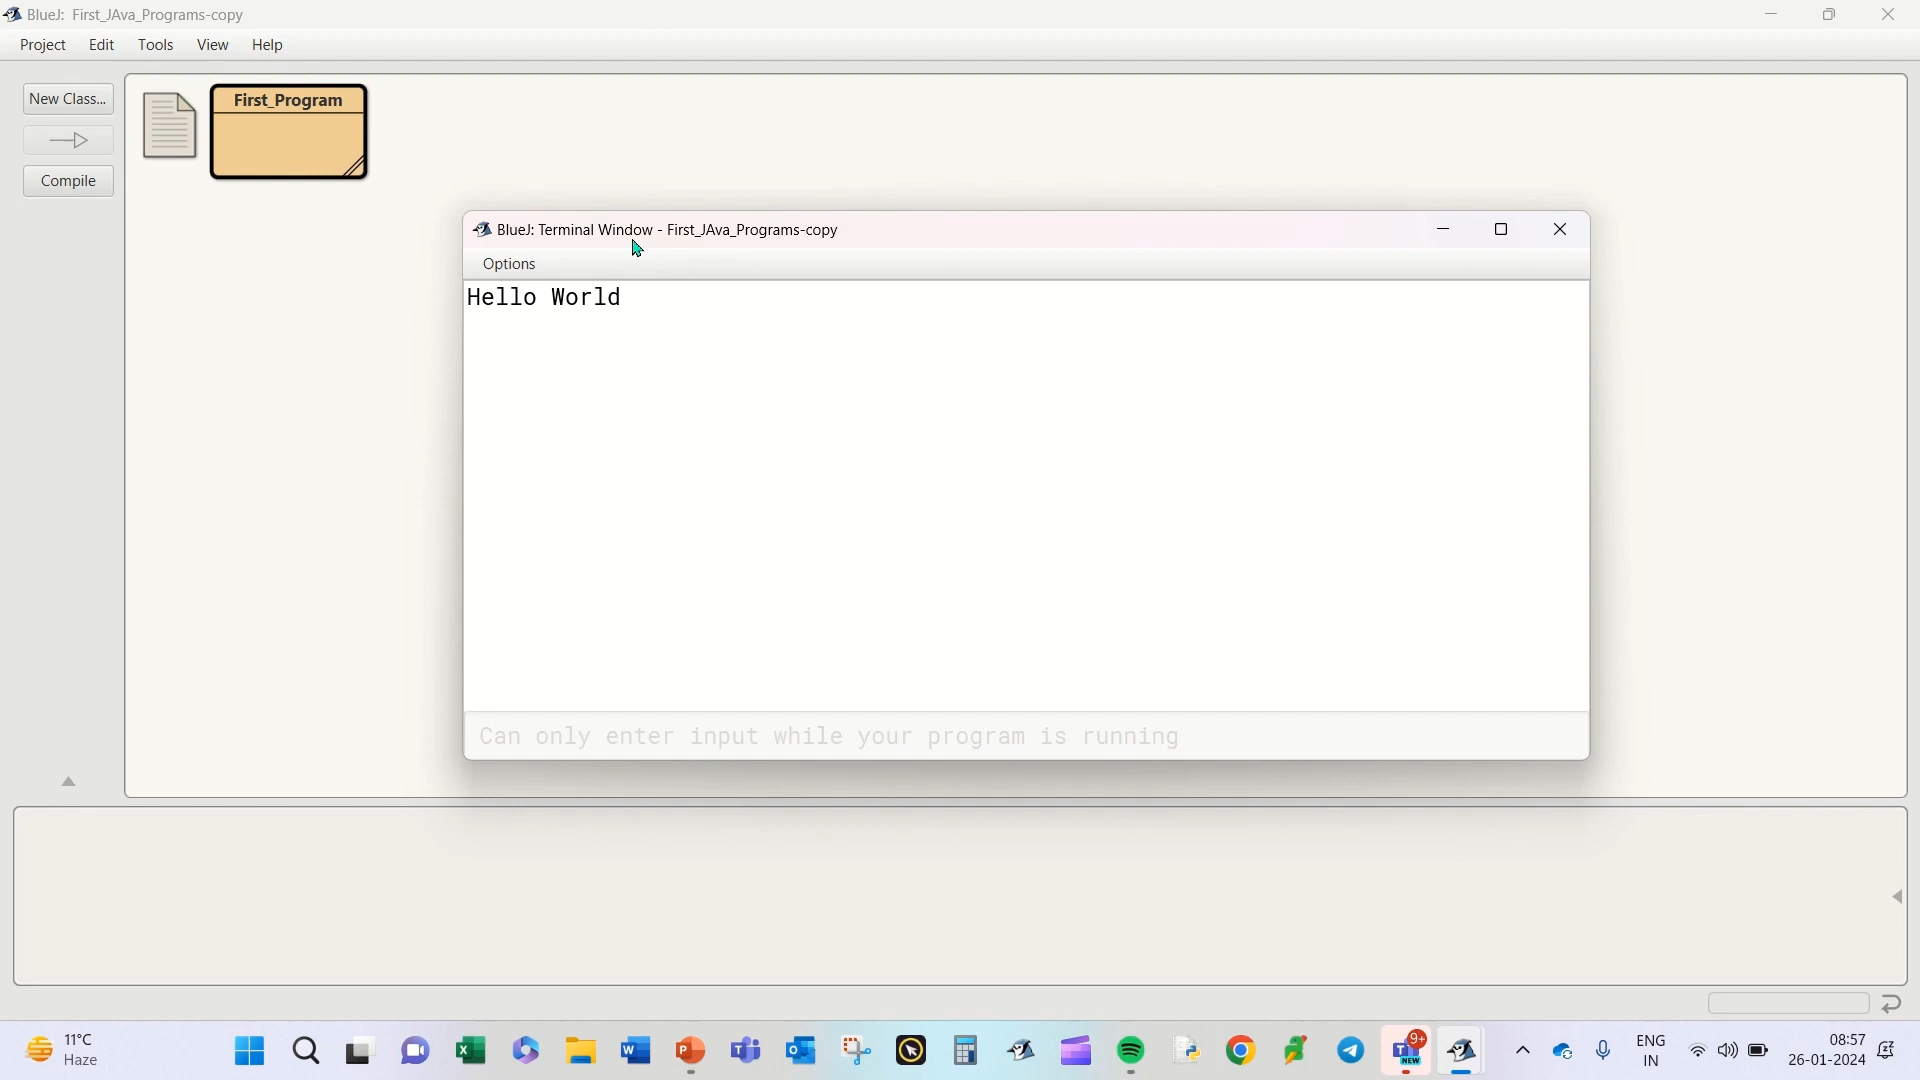 BlueJ: First_JAva_Programs-copy
Project Edit Tools View Help
New Class...
First_Program
Compile
BlueJ: Terminal Window - First_JAva_Programs-copy
Options
Hello World
Can only enter input while your program is running
11°C
Haze
9+
NEW
ENG
IN
08:57
26-01-2024